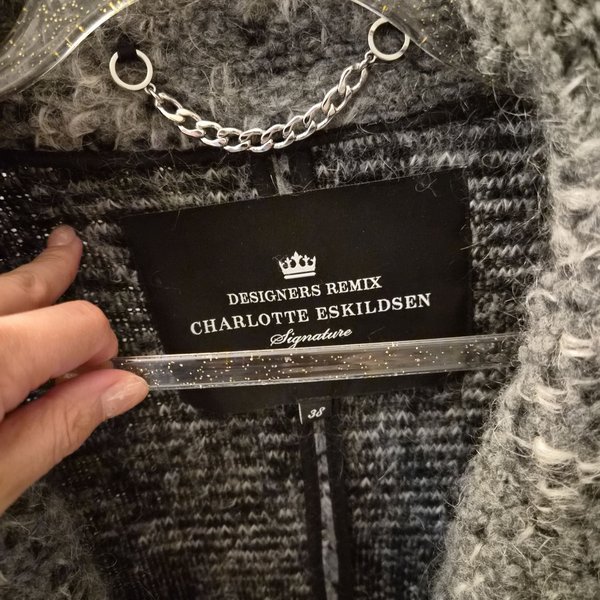 DESIGNERS REMIX
CHARLOTTE ESKILDSEN
Signature
38